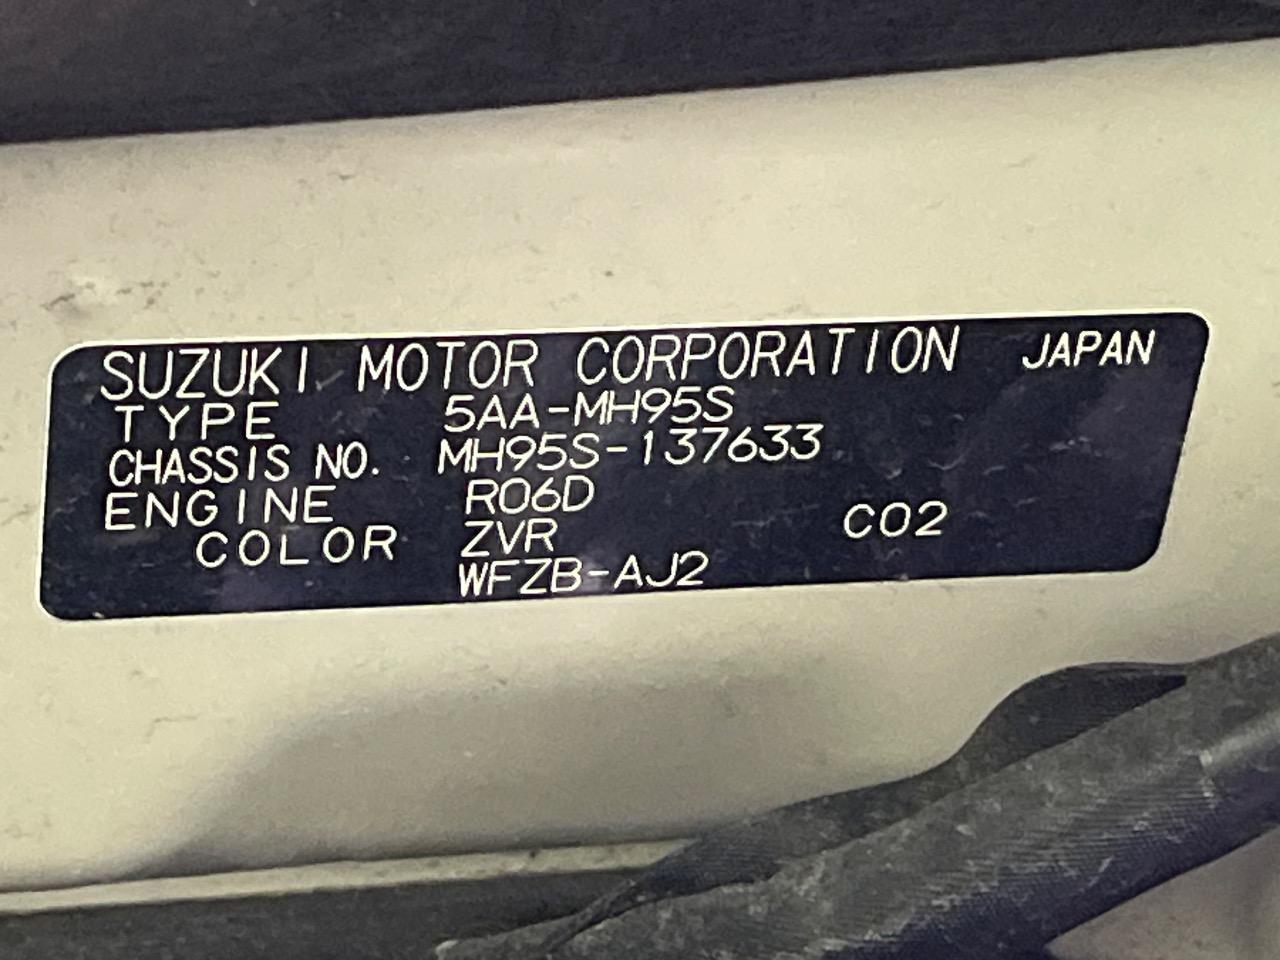 SUZUKI MOTOR CORPORATION JAPAN
TYPE 5AA-MH95S
CHASSIS NO. MH95S-137633
ENGINE R06D
COLOR ZVR C02
WFZB-AJ2